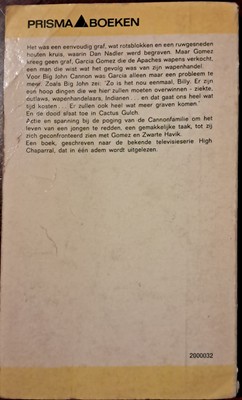 PRISMA BOEKEN
Het was een eenvoudig graf, wat rotsblokken en een ruwgesneden
houten kruis, waarin Dan Nadler werd begraven. Maar Gomez
kreeg geen graf, Garcia Gomez die de Apaches wapens verkocht,
een man die wist wat het gevolg was van zijn wapenhandel.
Voor Big John Cannon was Garcia alleen maar een probleem te
meer. Zoals Big John zei: ‚Zo is het nou eenmaal, Billy. Er zijn
een hoop dingen die we hier zullen moeten overwinnen - ziekte,
outlaws, wapenhandelaars, Indianen . . . en dat gaat ons heel wat
tijd kosten . . . Er zullen ook heel wat meer graven komen.'
En de dood slaat toe in Cactus Gulch.
Actie en spanning bij de poging van de Cannonfamilie om het
leven van een jongen te redden, een gemakkelijke taak, tot zij
zich geconfronteerd zien met Gomez en Zwarte Havik.
Een boek, geschreven naar de bekende televisieserie High
Chaparral, dat in één adem wordt uitgelezen.
2000032